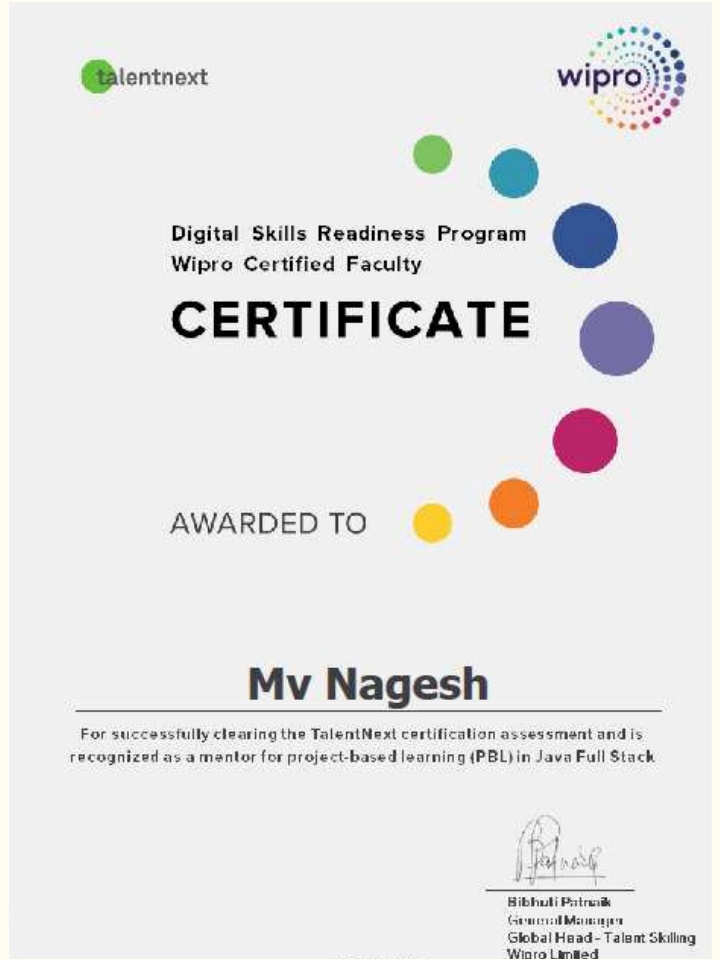 talentnext
wipro
Digital Skills Readiness Program
Wipro Certified Faculty
CERTIFICATE
AWARDED TO
Mv Nagesh
For successfully clearing the TalentNext certification assessment and is
recognized as a mentor for project-based learning (PBL) in Java Full Stack
Bibhuti Patnaik
General Manager
Global Head - Talent Skilling
Wipro Limited